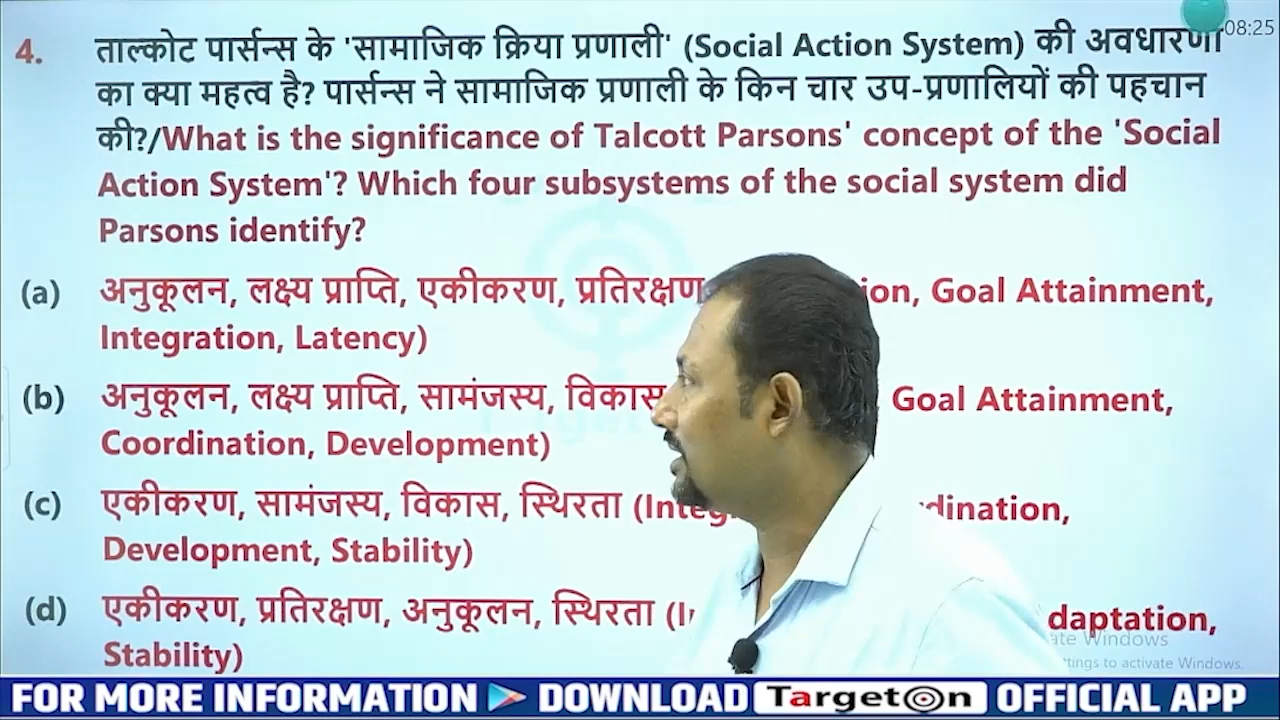 08:25
4. ताल्कोट पार्सन्स के 'सामाजिक क्रिया प्रणाली' (Social Action System) की अवधारणा
का क्या महत्व है? पार्सन्स ने सामाजिक प्रणाली के किन चार उप-प्रणालियों की पहचान
की?/What is the significance of Talcott Parsons' concept of the 'Social
Action System'? Which four subsystems of the social system did
Parsons identify?
(a) अनुकूलन, लक्ष्य प्राप्ति, एकीकरण, प्रतिरक्षण ion, Goal Attainment,
Integration, Latency)
(b) अनुकूलन, लक्ष्य प्राप्ति, सामंजस्य, विकास Goal Attainment,
Coordination, Development)
(c) एकीकरण, सामंजस्य, विकास, स्थिरता (Integ dination,
Development, Stability)
(d) एकीकरण, प्रतिरक्षण, अनुकूलन, स्थिरता (I daptation,
Stability)
ate Windows
ttings to activate Windows.
FOR MORE INFORMATION DOWNLOAD Targeton OFFICIAL APP